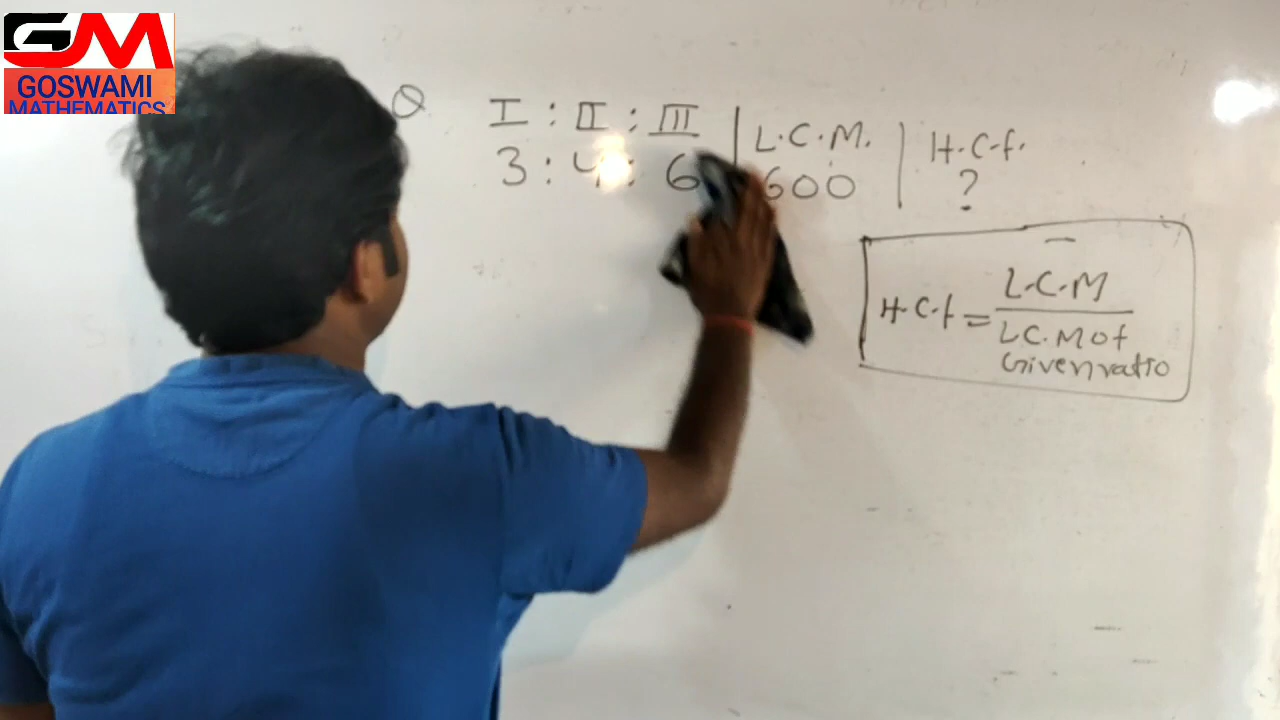 GM
GOSWAMI
MATHEMATICS
Q I : II : III | L.C.M. | H.C.f.
3 : 4 : 6 | 600 | ?
H.C.f = L.C.M
L C.M of
Given ratio